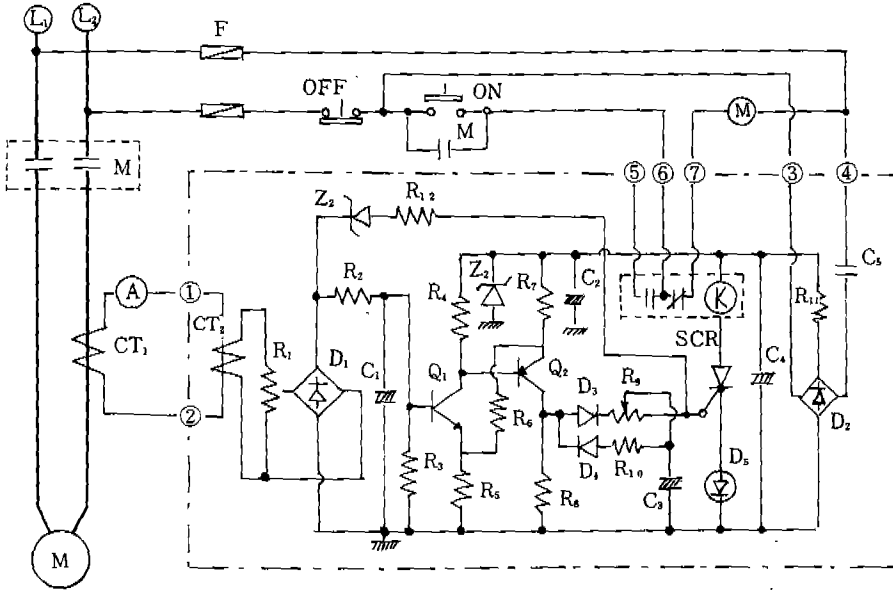 L₁ L₂
F
OFF
ON
M
M
M
⑤ ⑥ ⑦ ③ ④
Z₂
R₁₂
C₅
R₂
Z₂
R₄
R₇
C₂
K
R₁₁
A
①
CT₂
CT₁
R₁
D₁
C₁
Q₁
Q₂
SCR
C₄
D₃
R₉
R₆
D₂
②
D₄
R₁₀
R₃
R₅
R₈
C₃
D₅
M